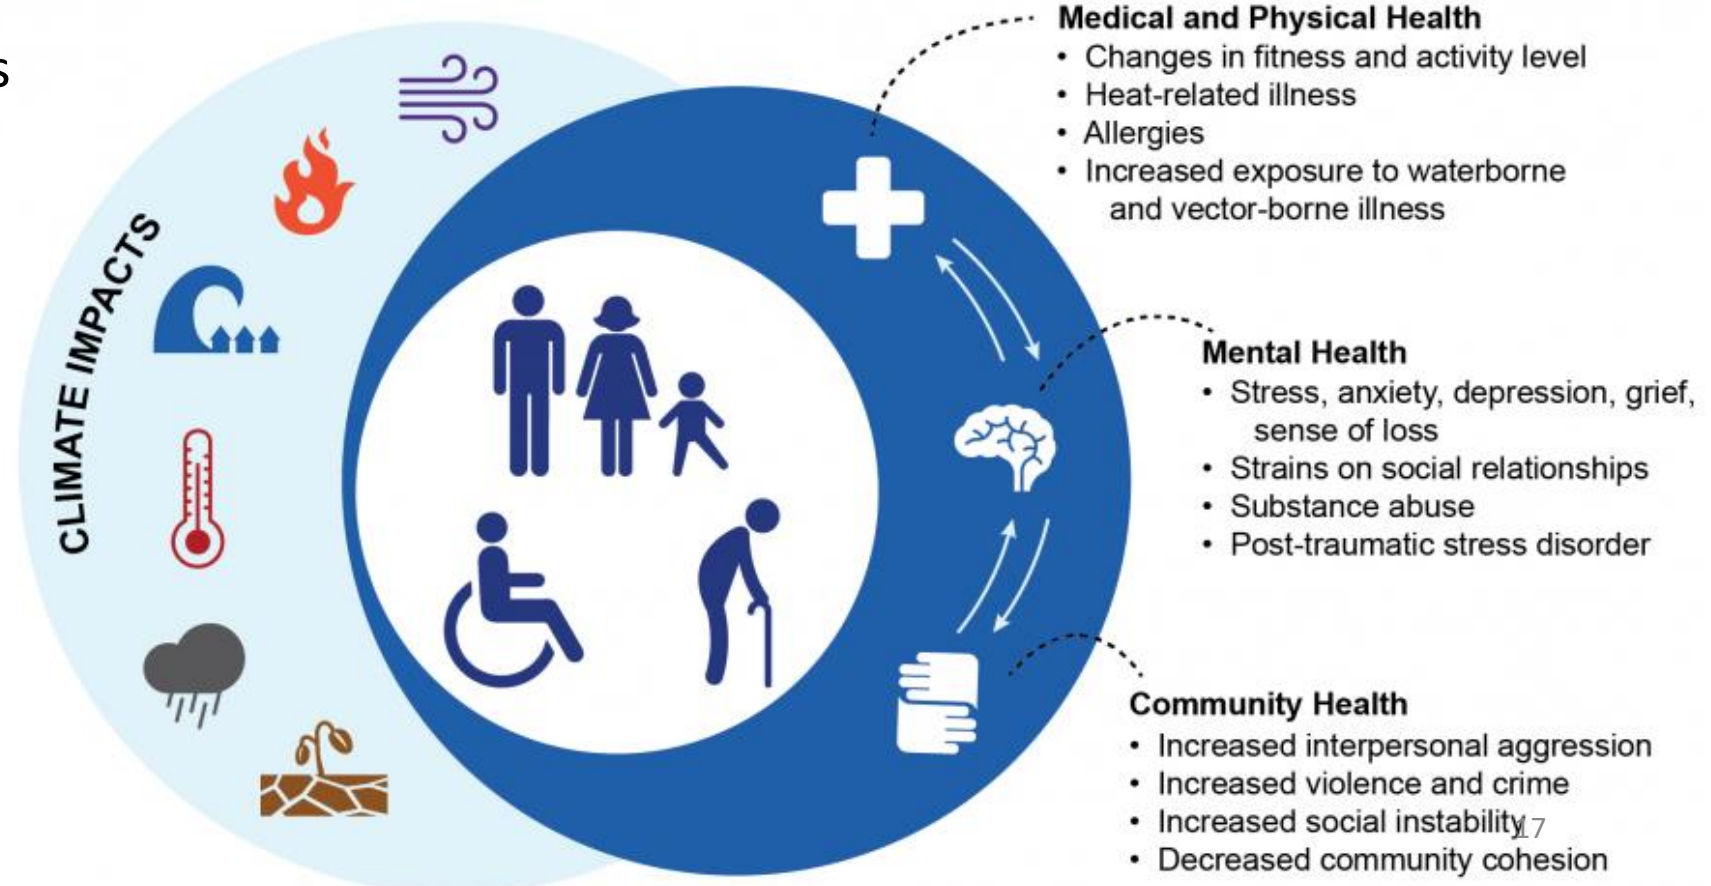 s
CLIMATE IMPACTS
Medical and Physical Health
• Changes in fitness and activity level
• Heat-related illness
• Allergies
• Increased exposure to waterborne
and vector-borne illness
Mental Health
• Stress, anxiety, depression, grief,
sense of loss
• Strains on social relationships
• Substance abuse
• Post-traumatic stress disorder
Community Health
• Increased interpersonal aggression
• Increased violence and crime
• Increased social instability
17
• Decreased community cohesion